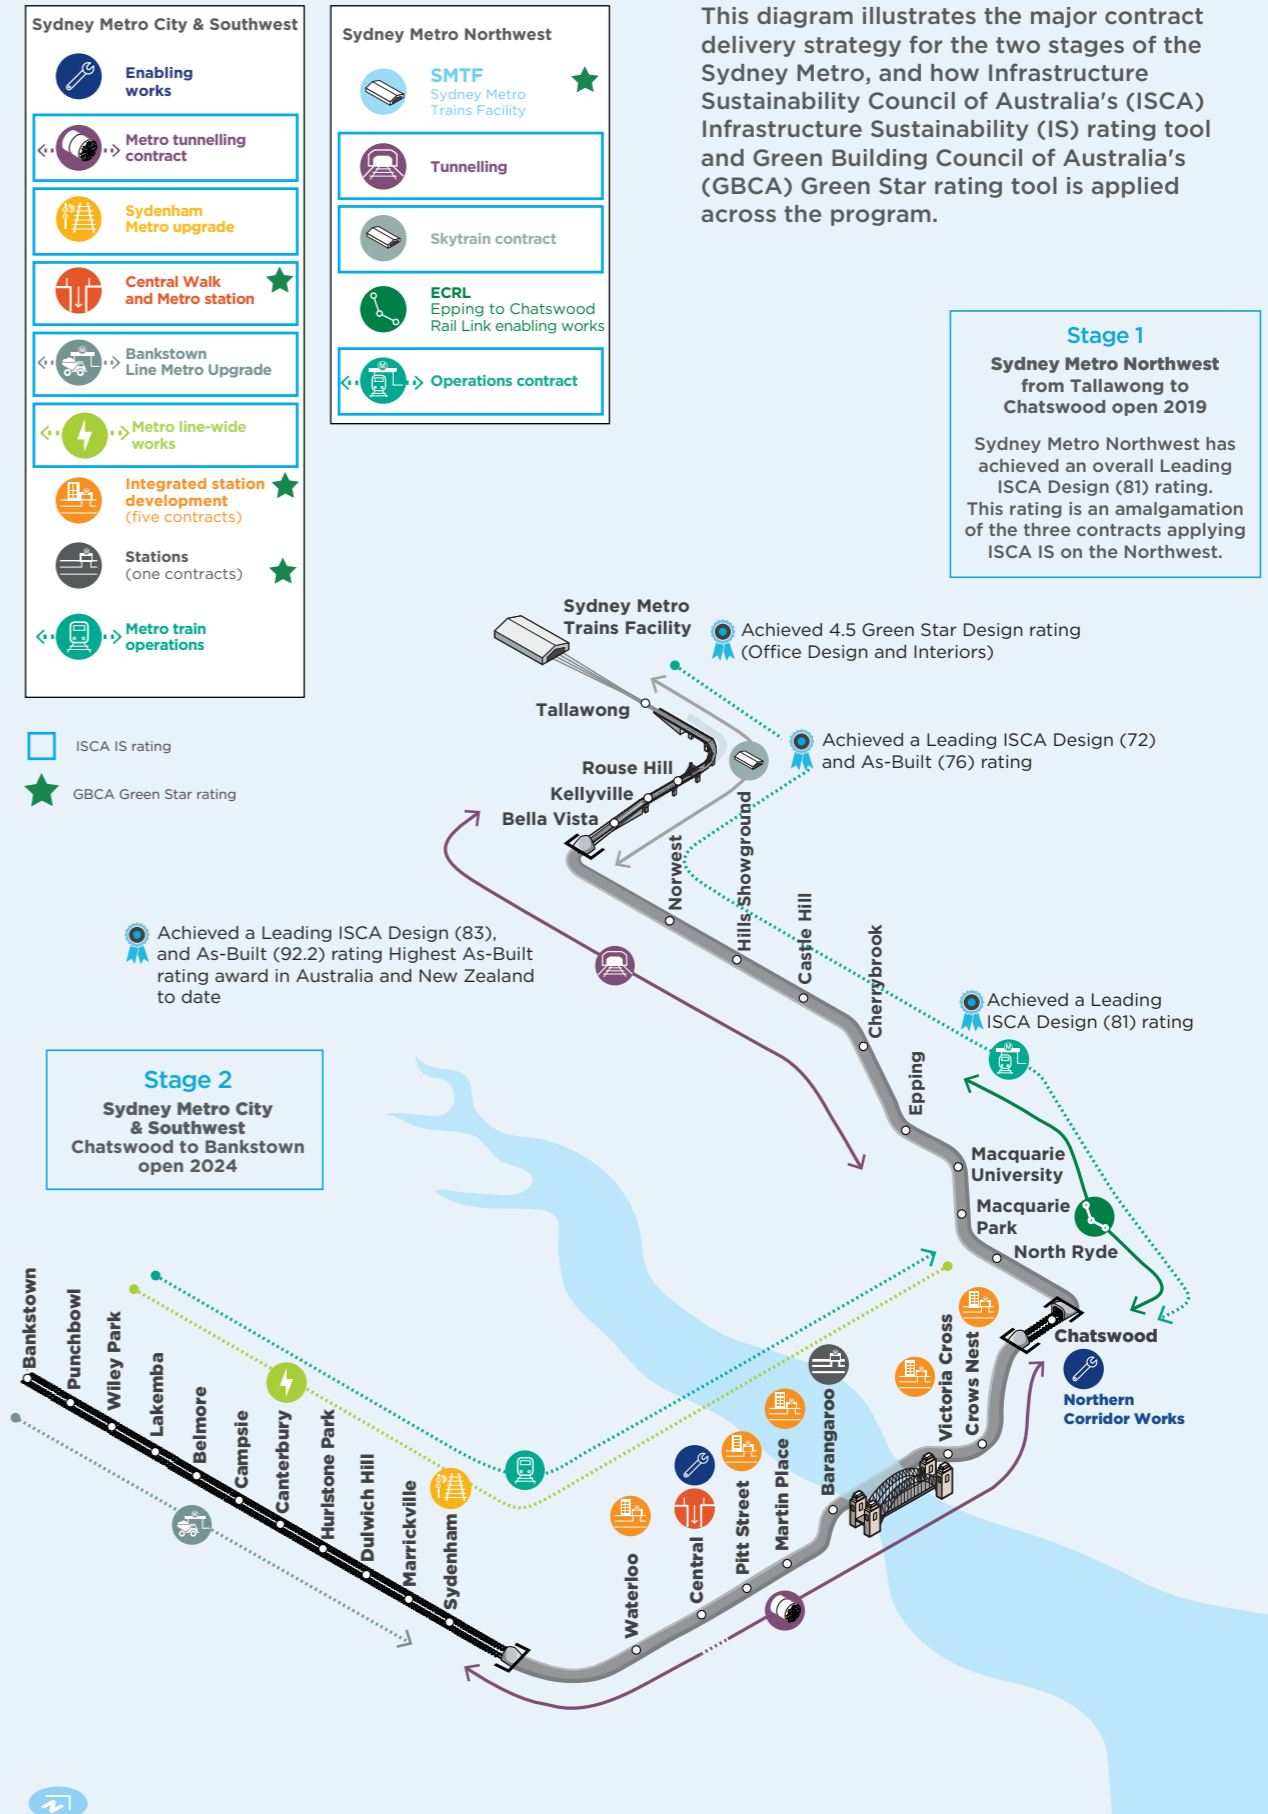 Sydney Metro City & Southwest
Enabling
works
Metro tunnelling
contract
Sydenham
Metro upgrade
Central Walk
and Metro station
Bankstown
Line Metro Upgrade
Metro line-wide
works
Integrated station
development
(five contracts)
Stations
(one contracts)
Metro train
operations
ISCA IS rating
GBCA Green Star rating
Sydney Metro Northwest
SMTF
Sydney Metro
Trains Facility
Tunnelling
Skytrain contract
ECRL
Epping to Chatswood
Rail Link enabling works
Operations contract
This diagram illustrates the major contract
delivery strategy for the two stages of the
Sydney Metro, and how Infrastructure
Sustainability Council of Australia's (ISCA)
Infrastructure Sustainability (IS) rating tool
and Green Building Council of Australia's
(GBCA) Green Star rating tool is applied
across the program.
Stage 1
Sydney Metro Northwest
from Tallawong to
Chatswood open 2019
Sydney Metro Northwest has
achieved an overall Leading
ISCA Design (81) rating.
This rating is an amalgamation
of the three contracts applying
ISCA IS on the Northwest.
Sydney Metro
Trains Facility
Achieved 4.5 Green Star Design rating
(Office Design and Interiors)
Tallawong
Achieved a Leading ISCA Design (72)
and As-Built (76) rating
Rouse Hill
Kellyville
Bella Vista
Norwest
Hills Showground
Castle Hill
Cherrybrook
Epping
Achieved a Leading ISCA Design (83),
and As-Built (92.2) rating Highest As-Built
rating award in Australia and New Zealand
to date
Achieved a Leading
ISCA Design (81) rating
Stage 2
Sydney Metro City
& Southwest
Chatswood to Bankstown
open 2024
Macquarie
University
Macquarie
Park
North Ryde
Chatswood
Northern
Corridor Works
Bankstown
Punchbowl
Wiley Park
Lakemba
Belmore
Campsie
Canterbury
Hurlstone Park
Dulwich Hill
Marrickville
Sydenham
Waterloo
Central
Pitt Street
Martin Place
Barangaroo
Victoria Cross
Crows Nest